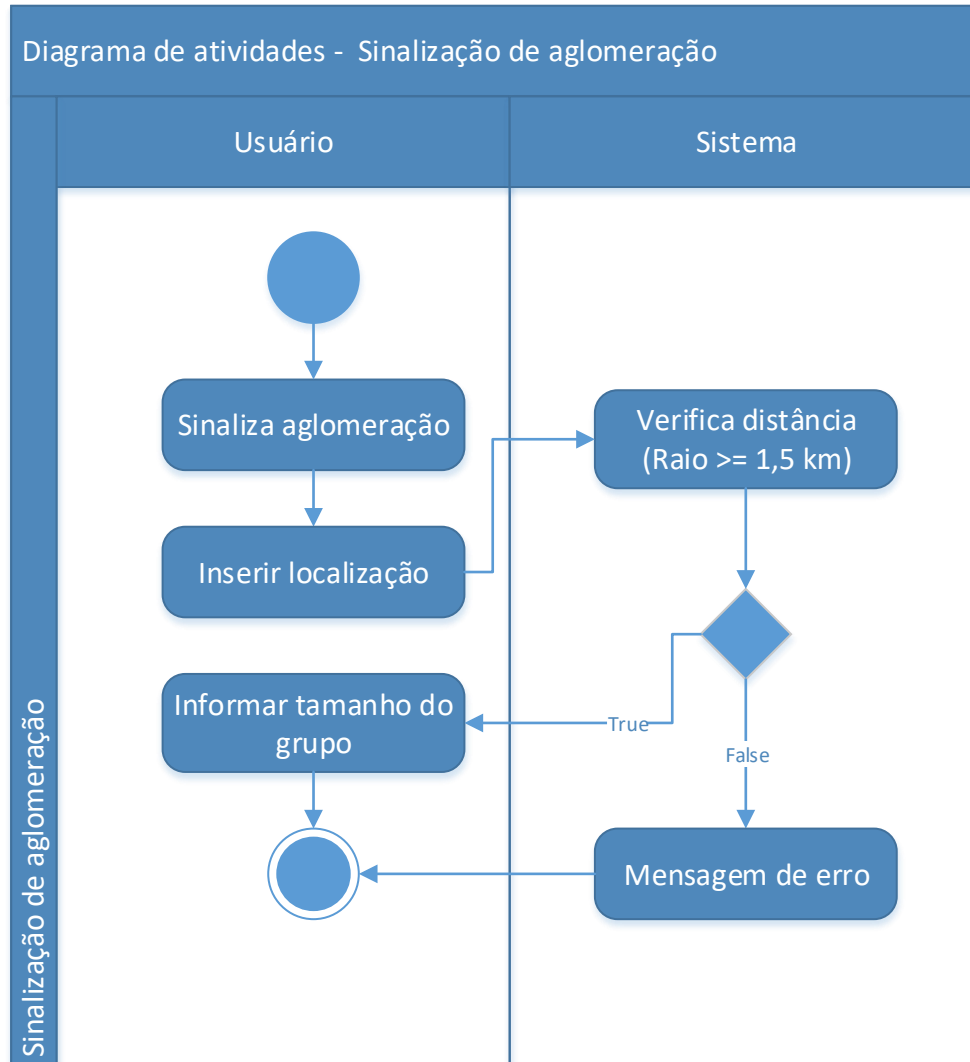 Diagrama de atividades - Sinalização de aglomeração
Usuário
Sistema
Sinalização de aglomeração
Sinaliza aglomeração
Verifica distância
(Raio >= 1,5 km)
Inserir localização
Informar tamanho do
grupo
True
False
Mensagem de erro